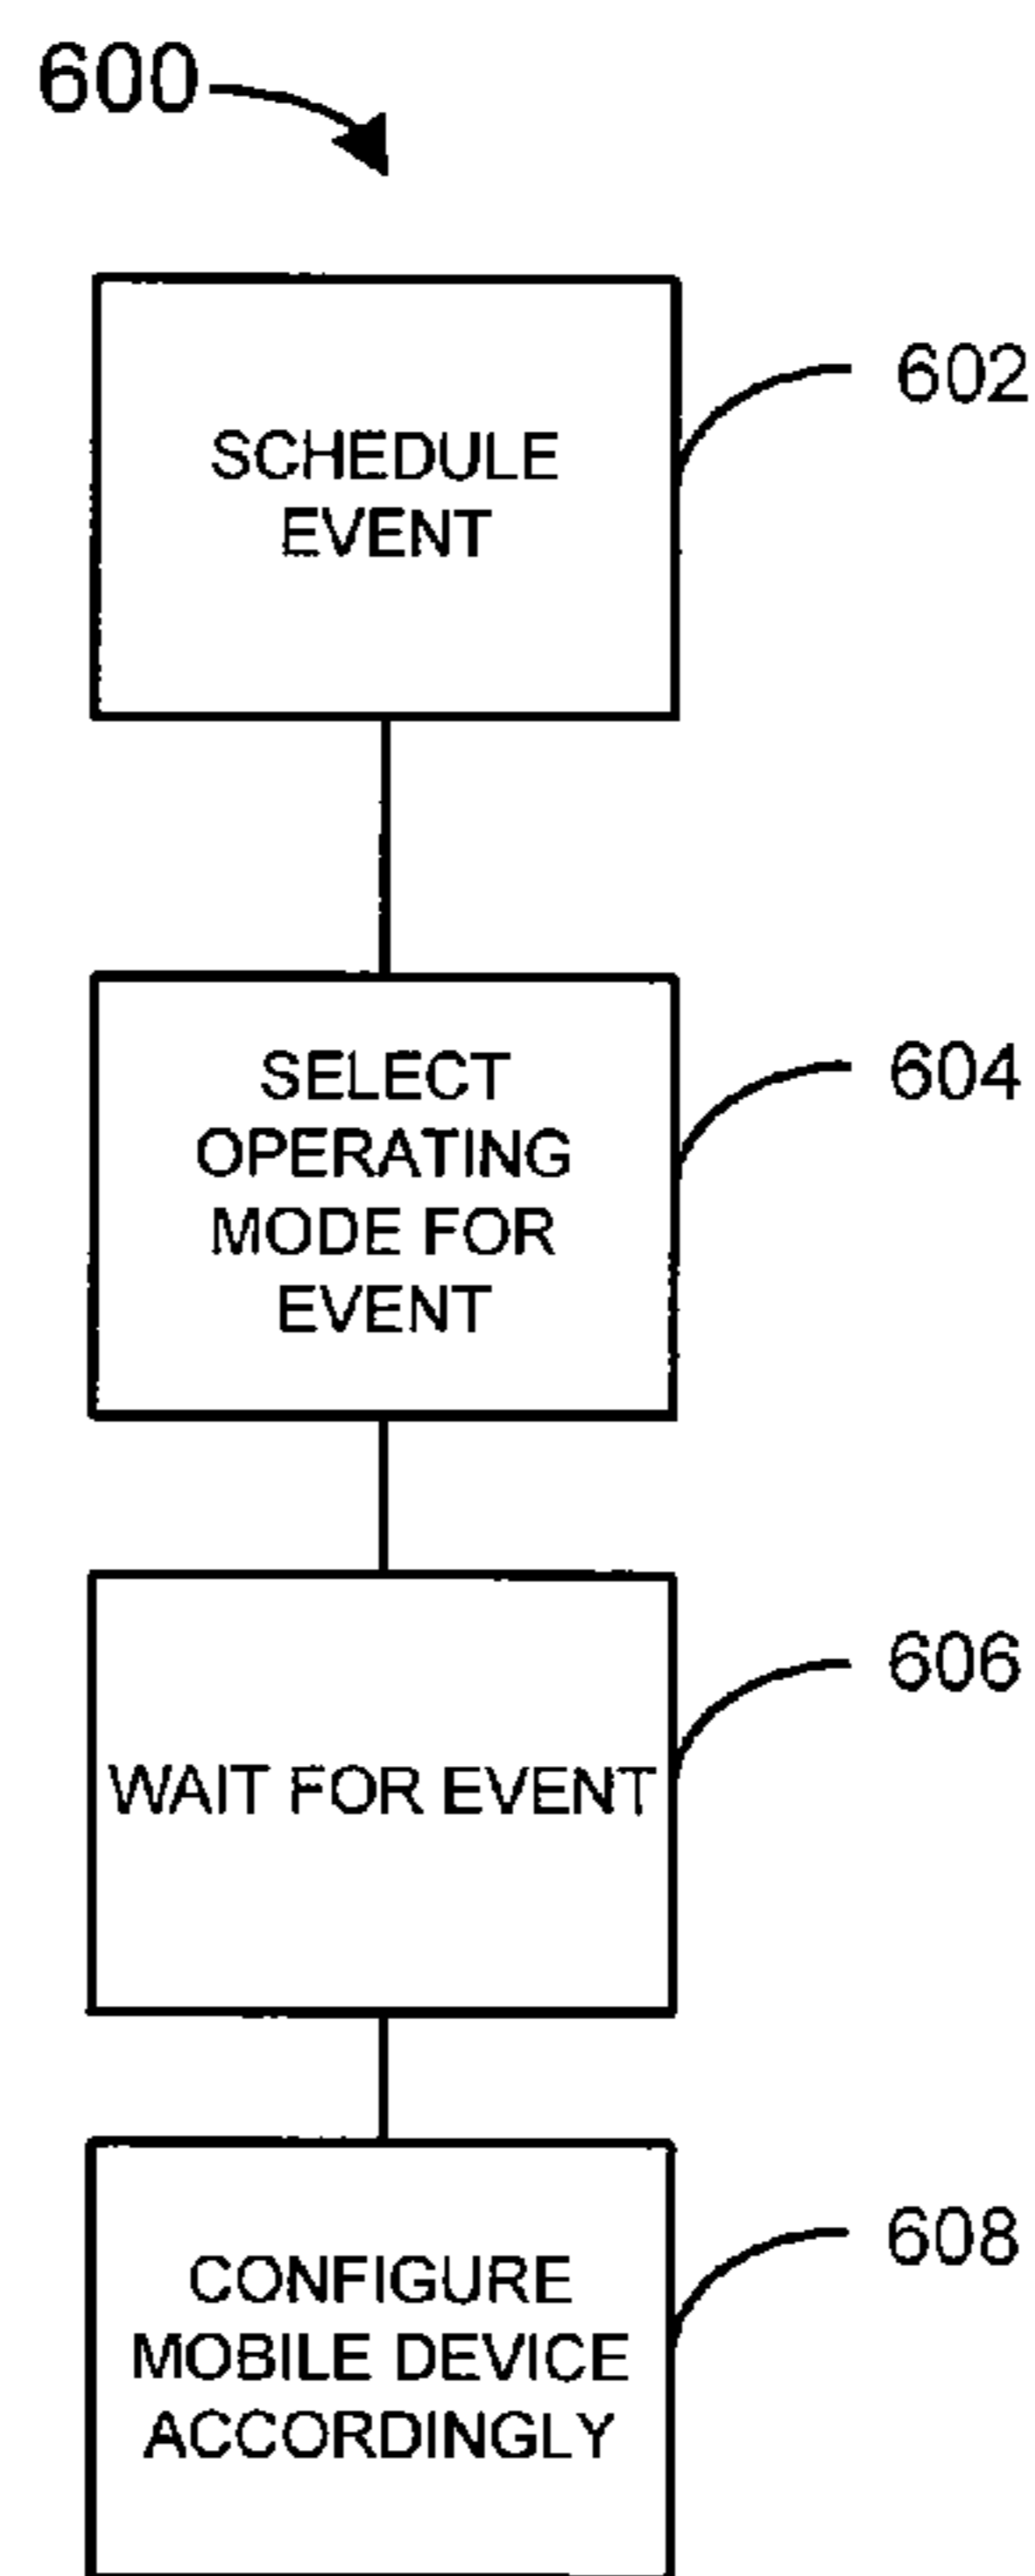 600
SCHEDULE
EVENT
602
SELECT
OPERATING
MODE FOR
EVENT
604
WAIT FOR EVENT
606
CONFIGURE
MOBILE DEVICE
ACCORDINGLY
608